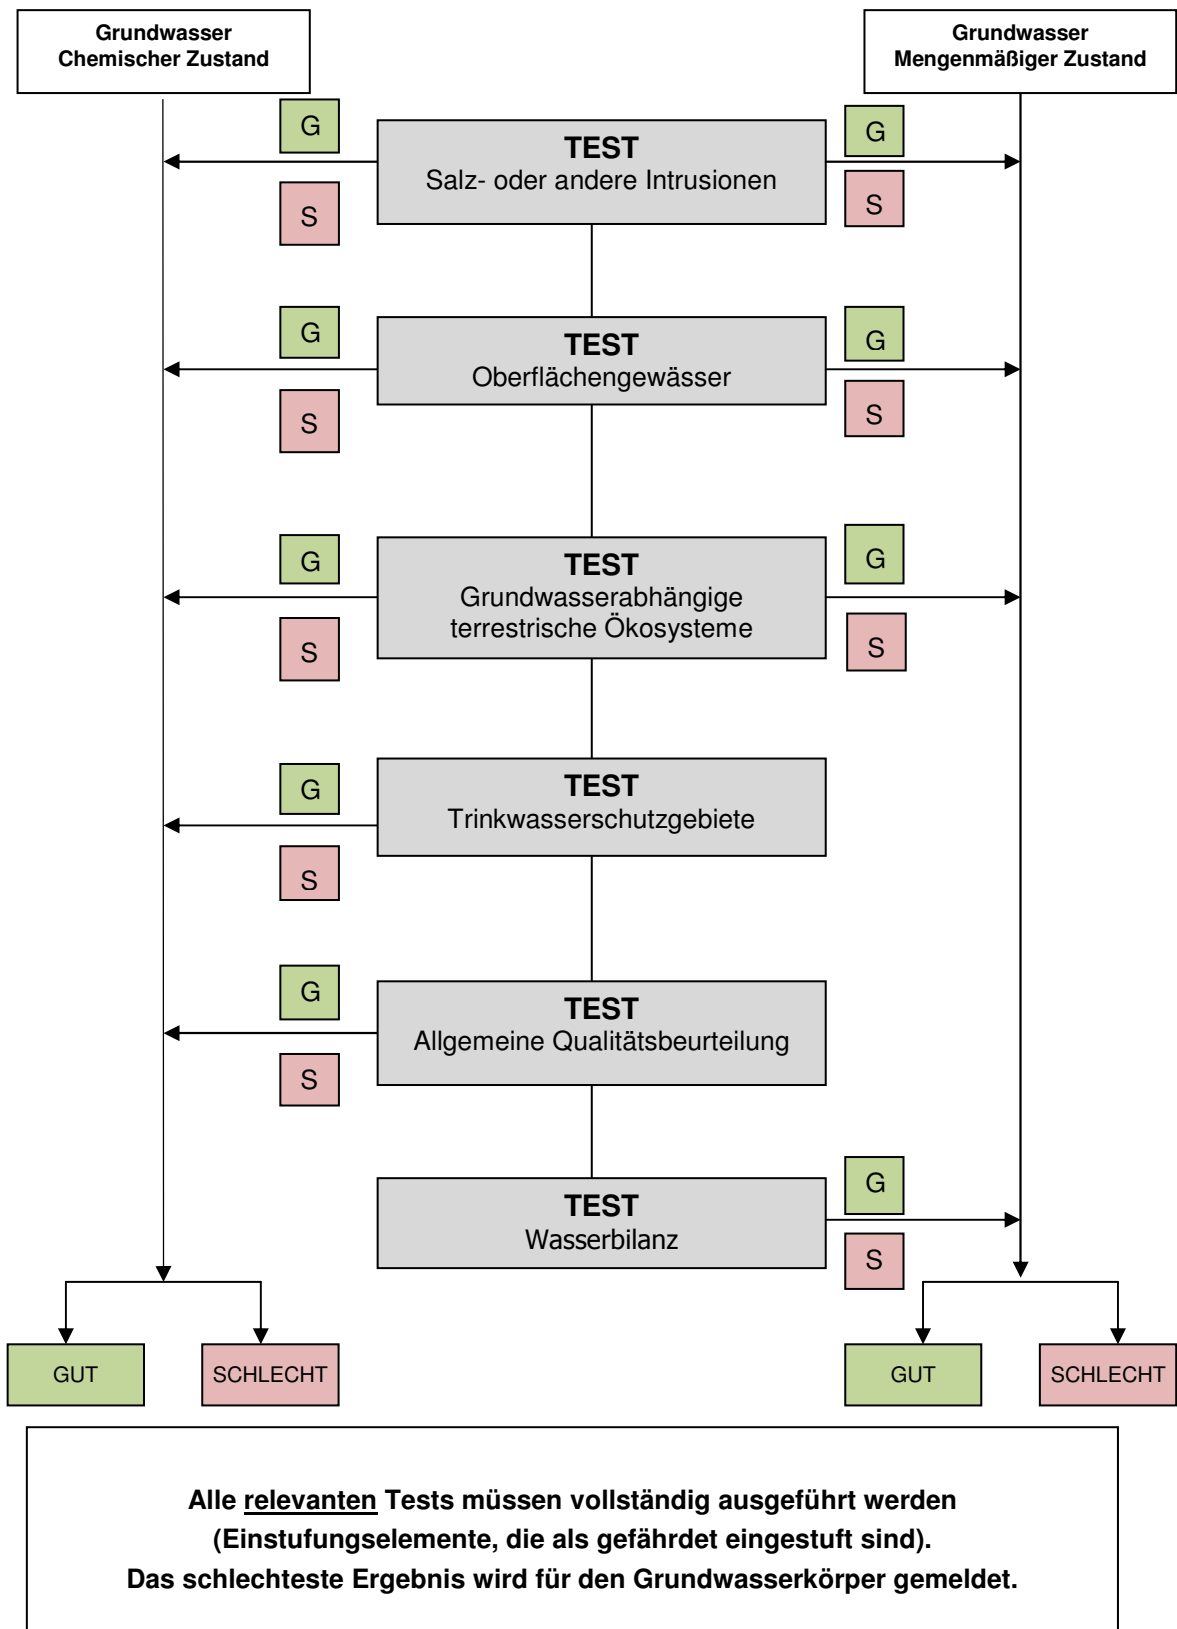 Grundwasser
Chemischer Zustand
Grundwasser
Mengenmäßiger Zustand
G
G
TEST
Salz- oder andere Intrusionen
S
S
G
G
TEST
Oberflächengewässer
S
S
G
G
TEST
Grundwasserabhängige
terrestrische Ökosysteme
S
S
G
TEST
Trinkwasserschutzgebiete
S
G
TEST
Allgemeine Qualitätsbeurteilung
S
G
TEST
Wasserbilanz
S
GUT
SCHLECHT
GUT
SCHLECHT
Alle relevanten Tests müssen vollständig ausgeführt werden
(Einstufungselemente, die als gefährdet eingestuft sind).
Das schlechteste Ergebnis wird für den Grundwasserkörper gemeldet.